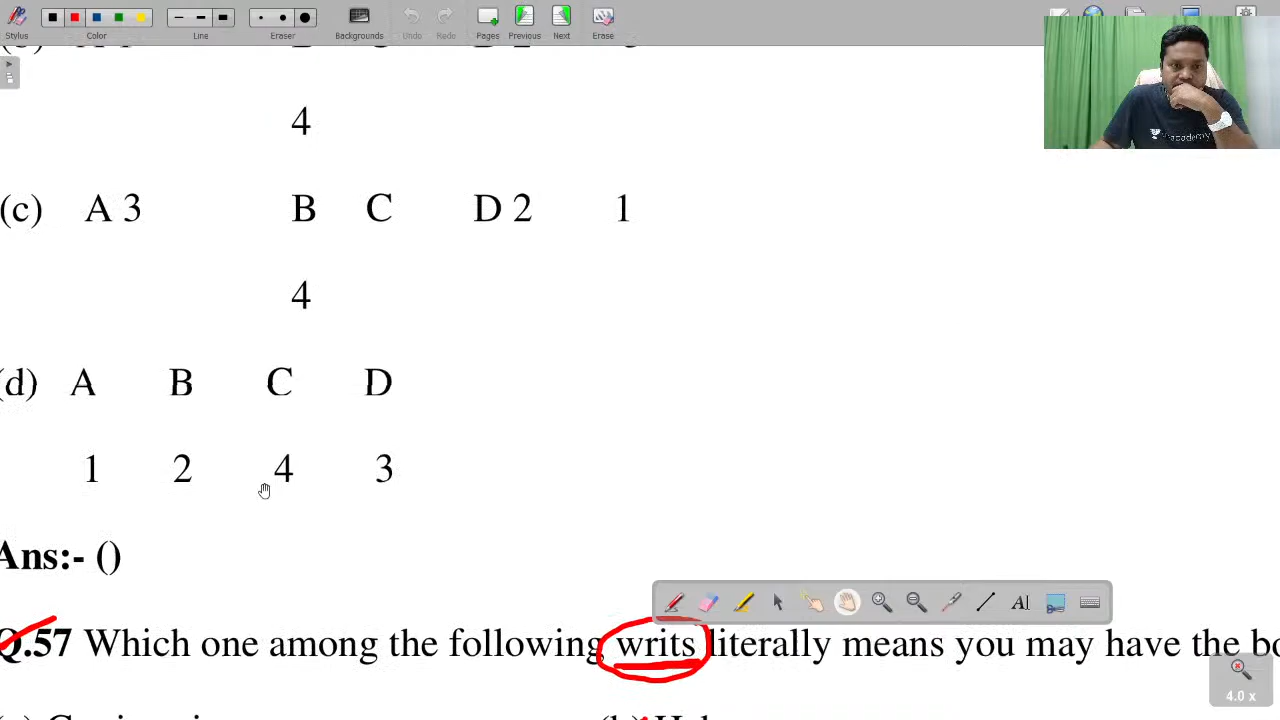 Color
Line
Eraser
Stylus
Backgrounds
Undo
Redo
Pages
Previous
Next
Erase
4
(c) A 3 B C D 2 1
4
(d) A B C D
1 2 4 3
Ans:- ()
Q.57 Which one among the following writs literally means you may have the
4.0 x